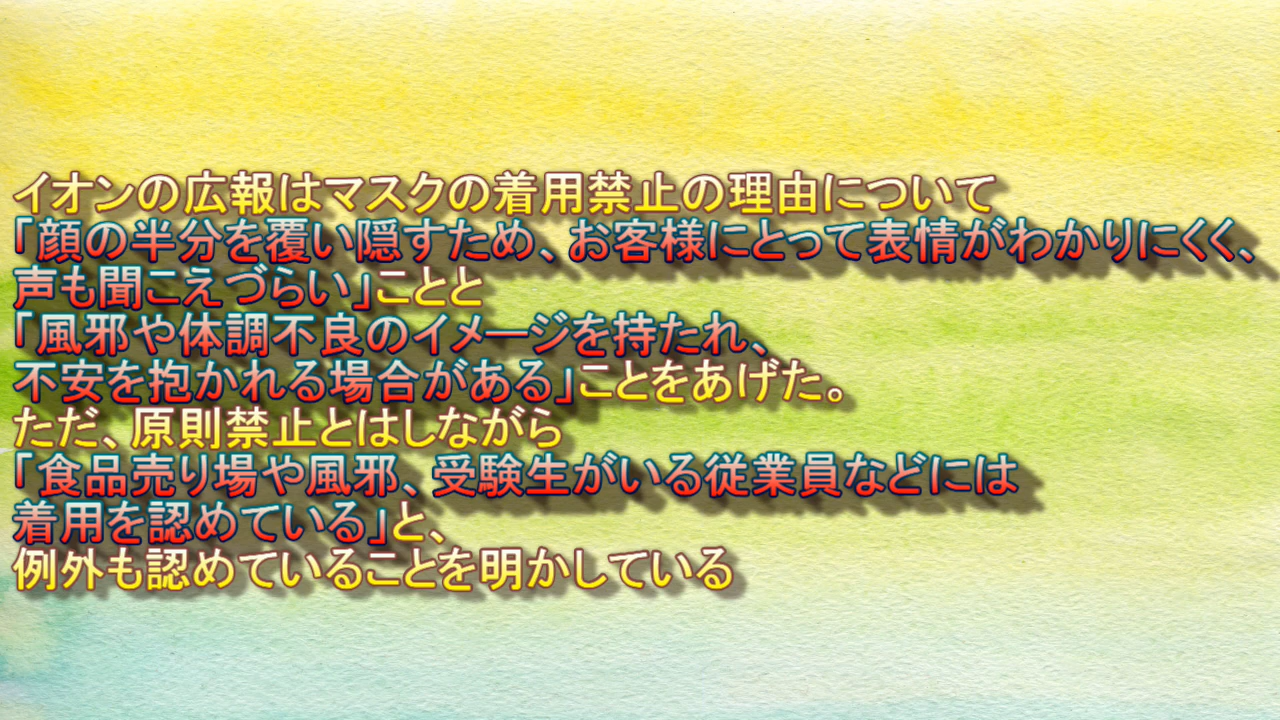 イオンの広報はマスクの着用禁止の理由について
「顔の半分を覆い隠すため、お客様にとって表情がわかりにくく、
声も聞こえづらい」ことと
「風邪や体調不良のイメージを持たれ、
不安を抱かれる場合がある」ことをあげた。
ただ、原則禁止とはしながら
「食品売り場や風邪、受験生がいる従業員などには
着用を認めている」と、
例外も認めていることを明かしている